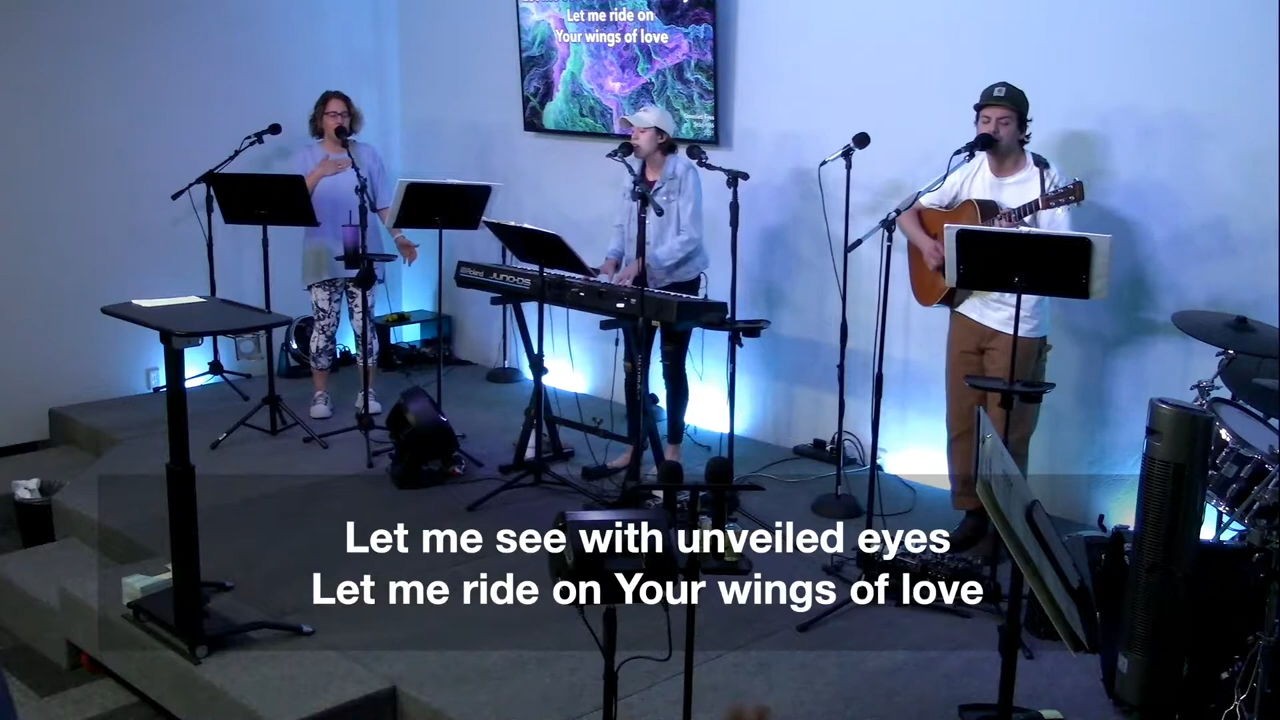 Let me ride on
Your wings of love
Roland
JUNO-DS
Let me see with unveiled eyes
Let me ride on Your wings of love